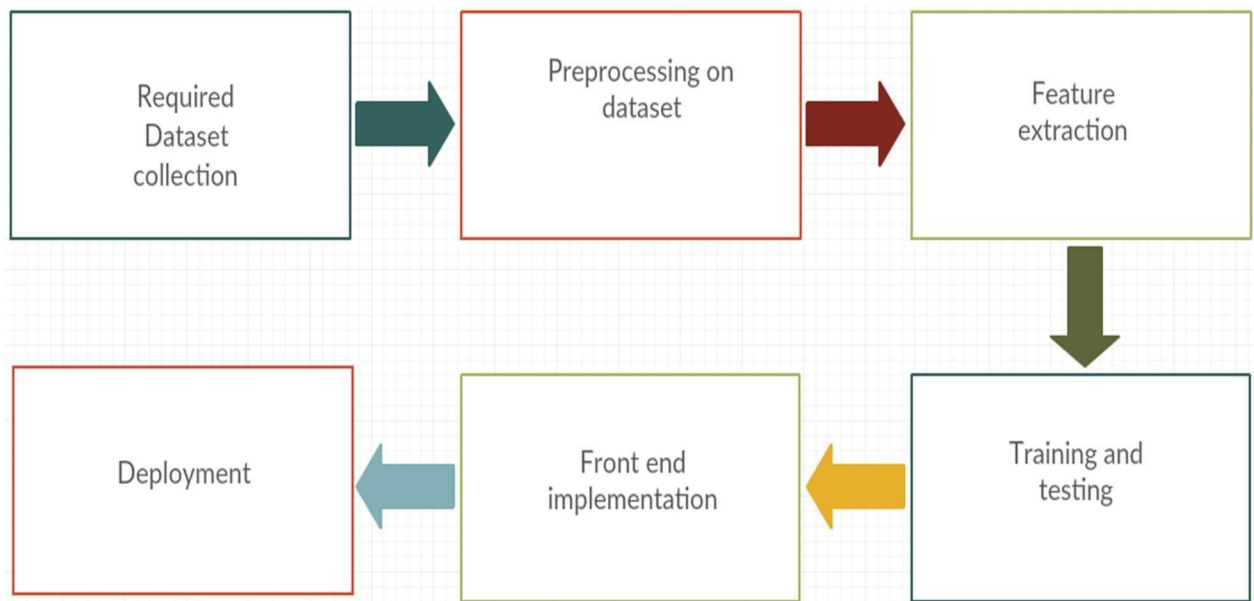 Required
Dataset
collection
Preprocessing on
dataset
Feature
extraction
Training and
testing
Front end
implementation
Deployment